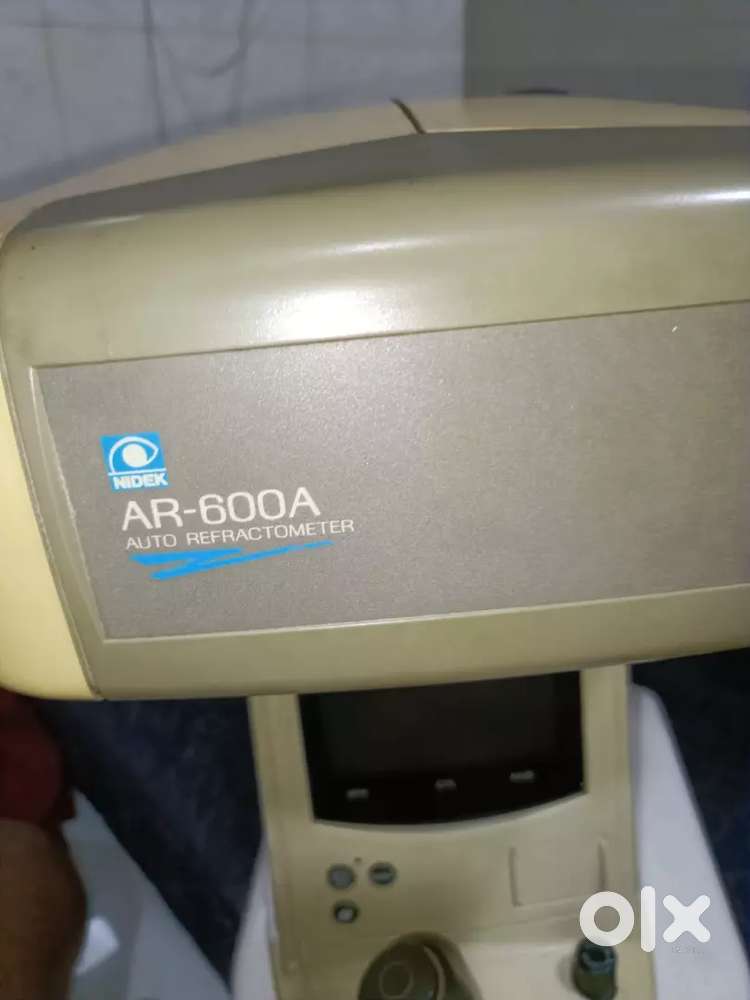 NIDEK
AR-600A
AUTO REFRACTOMETER
olx